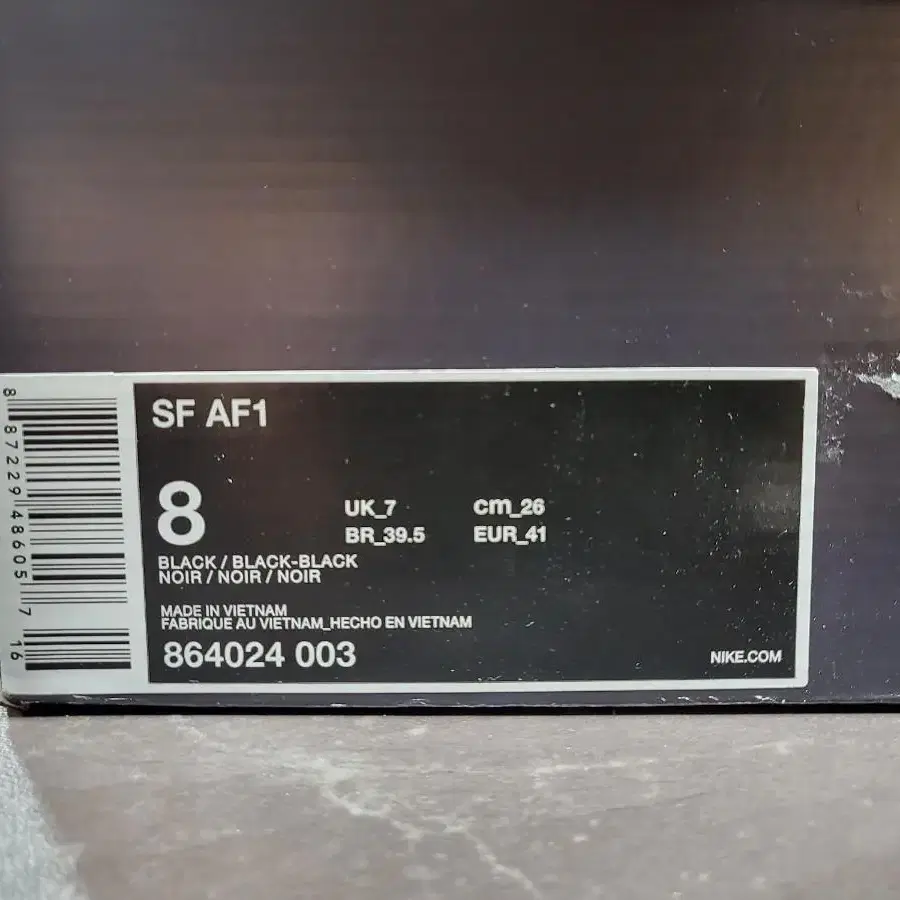 SF AF1
8
UK_7 cm_26
BR_39.5 EUR_41
BLACK / BLACK-BLACK
NOIR / NOIR / NOIR
MADE IN VIETNAM
FABRIQUE AU VIETNAM_HECHO EN VIETNAM
864024 003
NIKE.COM
8 87229 48605 7 16